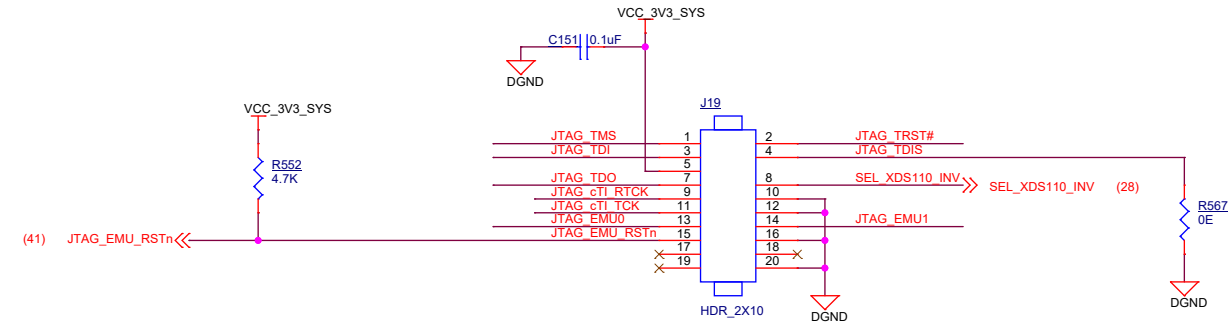 VCC_3V3_SYS
C151 0.1uF
DGND
VCC_3V3_SYS
R552
4.7K
J19
JTAG_TMS 1 2 JTAG_TRST#
JTAG_TDI 3 4 JTAG_TDIS
5
JTAG_TDO 7 8 SEL_XDS110_INV SEL_XDS110_INV (28)
JTAG_cTI_RTCK 9 10
JTAG_cTI_TCK 11 12
JTAG_EMU0 13 14 JTAG_EMU1
(41) JTAG_EMU_RSTn JTAG_EMU_RSTn 15 16
17 18
19 20
R567
0E
HDR_2X10
DGND
DGND